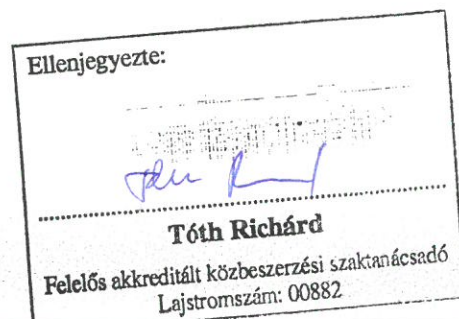 Ellenjegyezte:
Tóth Richárd
Felelős akkreditált közbeszerzési szaktanácsadó
Lajstromszám: 00882